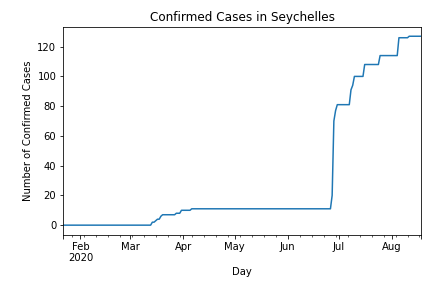 Confirmed Cases in Seychelles
Number of Confirmed Cases
120
100
80
60
40
20
0
Feb Mar Apr May Jun Jul Aug
2020
Day